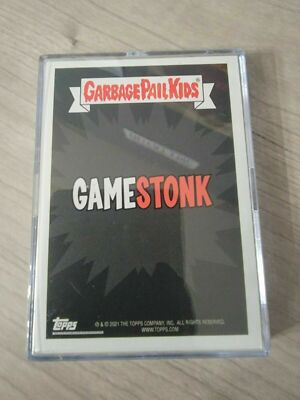 GARBAGE PAIL KIDS®
GAMESTONK
Topps
® & © 2021 THE TOPPS COMPANY, INC. ALL RIGHTS RESERVED.
WWW.TOPPS.COM